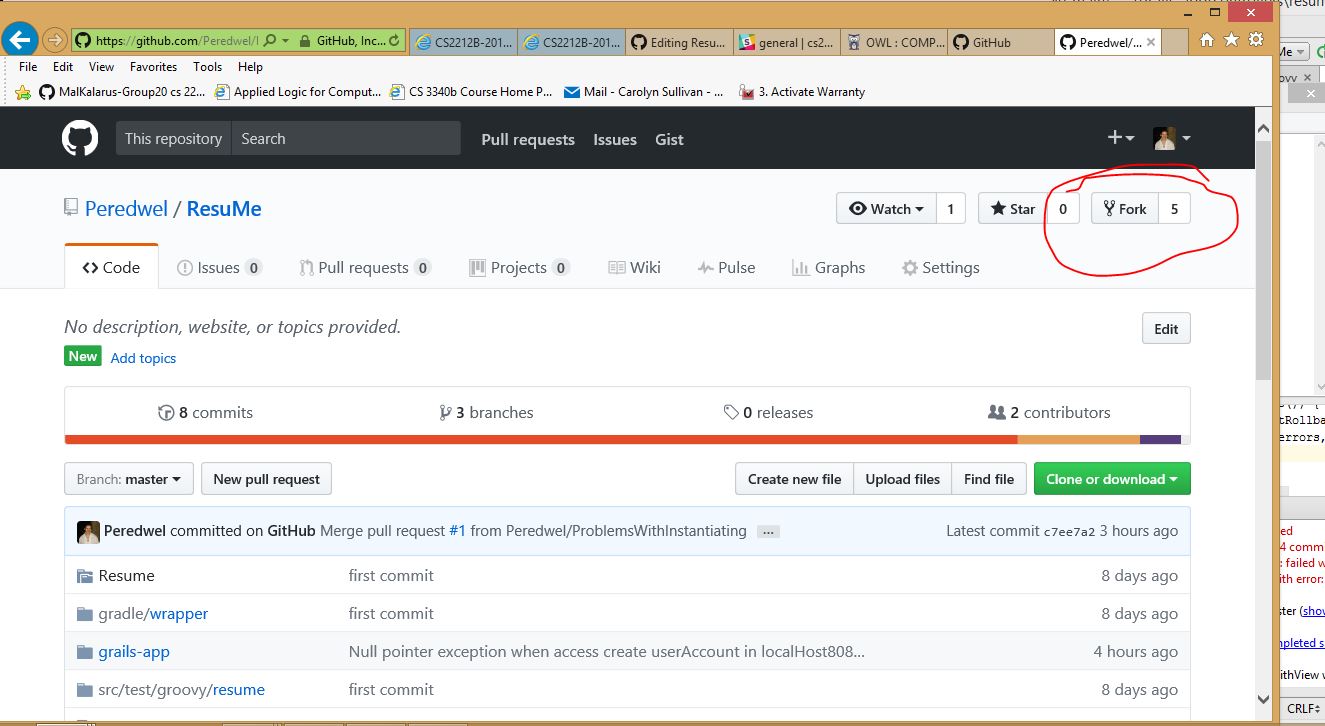 https://github.com/Peredwel/
GitHub, Inc...
CS2212B-201...
CS2212B-201...
Editing Resu...
general | cs2...
OWL : COMP...
GitHub
Peredwel/...
File Edit View Favorites Tools Help
MalKalarus-Group20 cs 22...
Applied Logic for Comput...
CS 3340b Course Home P...
Mail - Carolyn Sullivan - ...
3. Activate Warranty
This repository Search
Pull requests Issues Gist
Peredwel / ResuMe
Watch 1
Star 0
Fork 5
Code
Issues 0
Pull requests 0
Projects 0
Wiki
Pulse
Graphs
Settings
No description, website, or topics provided.
Edit
New Add topics
8 commits
3 branches
0 releases
2 contributors
Branch: master
New pull request
Create new file
Upload files
Find file
Clone or download
Peredwel committed on GitHub Merge pull request #1 from Peredwel/ProblemsWithInstantiating ...
Latest commit c7ee7a2 3 hours ago
Resume first commit 8 days ago
gradle/wrapper first commit 8 days ago
grails-app Null pointer exception when access create userAccount in localHost808... 4 hours ago
src/test/groovy/resume first commit 8 days ago
tRollba
errors,
ed
4 comm
: failed w
ith error:
ster (show
mpleted s
ithView w
CRLF